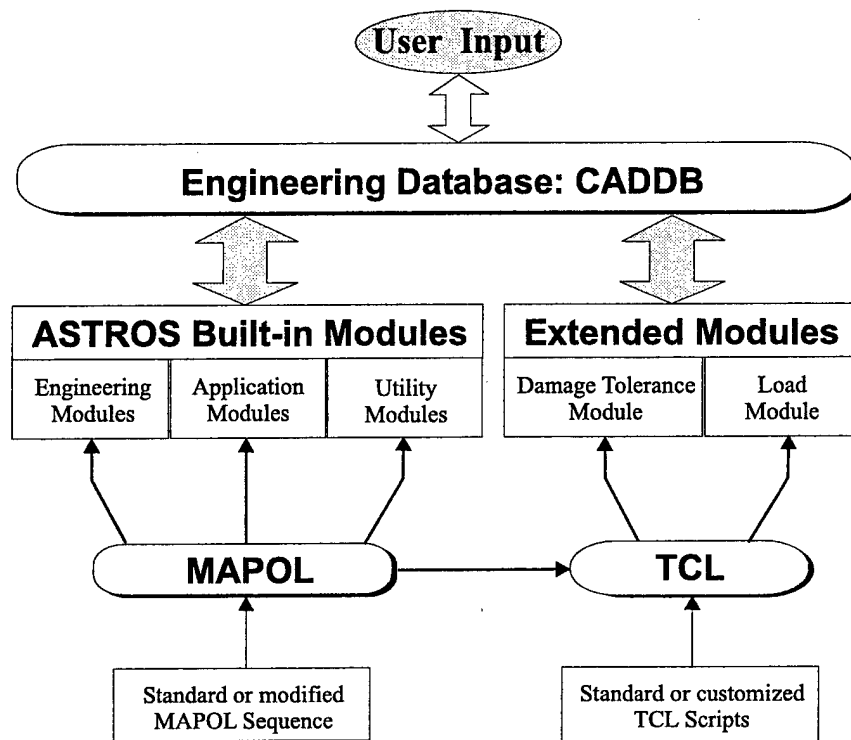 User Input
Engineering Database: CADDB
ASTROS Built-in Modules
Engineering
Modules
Application
Modules
Utility
Modules
Extended Modules
Damage Tolerance
Module
Load
Module
MAPOL
TCL
Standard or modified
MAPOL Sequence
Standard or customized
TCL Scripts